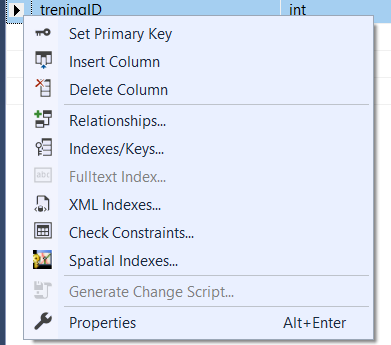 treningID int
Set Primary Key
Insert Column
Delete Column
Relationships...
Indexes/Keys...
Fulltext Index...
XML Indexes...
Check Constraints...
Spatial Indexes...
Generate Change Script...
Properties Alt+Enter